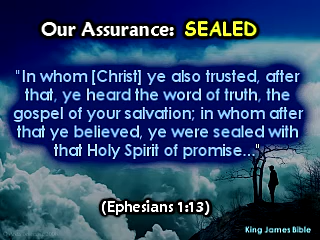 Our Assurance: SEALED
"In whom [Christ] ye also trusted, after
that, ye heard the word of truth, the
gospel of your salvation; in whom after
that ye believed, ye were sealed with
that Holy Spirit of promise..."
(Ephesians 1:13)
King James Bible